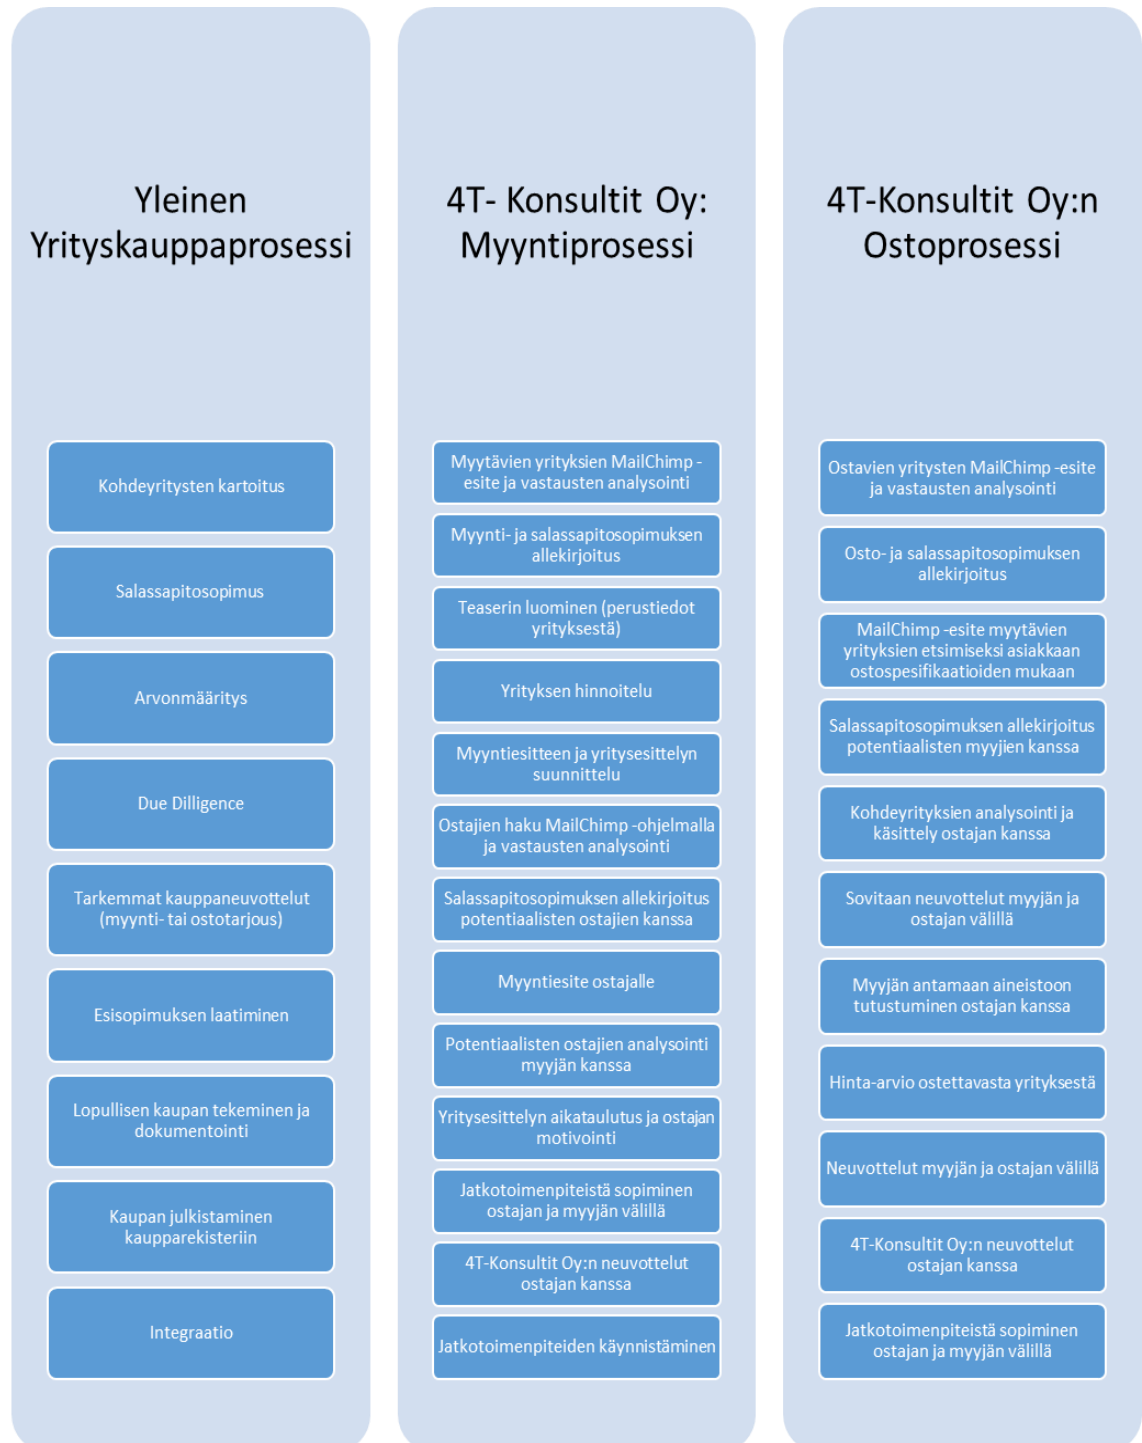 Yleinen
Yrityskauppaprosessi
Kohdeyritysten kartoitus
Salassapitosopimus
Arvonmääritys
Due Dilligence
Tarkemmat kauppaneuvottelut
(myynti- tai ostotarjous)
Esisopimuksen laatiminen
Lopullisen kaupan tekeminen ja
dokumentointi
Kaupan julkistaminen
kaupparekisteriin
Integraatio
4T- Konsultit Oy:
Myyntiprosessi
Myytävien yrityksien MailChimp -
esite ja vastausten analysointi
Myynti- ja salassapitosopimuksen
allekirjoitus
Teaserin luominen (perustiedot
yrityksestä)
Yrityksen hinnoitelu
Myyntiesitteen ja yritysesittelyn
suunnittelu
Ostajien haku MailChimp -ohjelmalla
ja vastausten analysointi
Salassapitosopimuksen allekirjoitus
potentiaalisten ostajien kanssa
Myyntiesite ostajalle
Potentiaalisten ostajien analysointi
myyjän kanssa
Yritysesittelyn aikataulutus ja ostajan
motivointi
Jatkotoimenpiteistä sopiminen
ostajan ja myyjän välillä
4T-Konsultit Oy:n neuvottelut
ostajan kanssa
Jatkotoimenpiteiden käynnistäminen
4T-Konsultit Oy:n
Ostoprosessi
Ostavien yritysten MailChimp -esite
ja vastausten analysointi
Osto- ja salassapitosopimuksen
allekirjoitus
MailChimp -esite myytävien
yrityksien etsimiseksi asiakkaan
ostospesifikaatioiden mukaan
Salassapitosopimuksen allekirjoitus
potentiaalisten myyjien kanssa
Kohdeyrityksien analysointi ja
käsittely ostajan kanssa
Sovitaan neuvottelut myyjän ja
ostajan välillä
Myyjän antamaan aineistoon
tutustuminen ostajan kanssa
Hinta-arvio ostettavasta yrityksestä
Neuvottelut myyjän ja ostajan välillä
4T-Konsultit Oy:n neuvottelut
ostajan kanssa
Jatkotoimenpiteistä sopiminen
ostajan ja myyjän välillä